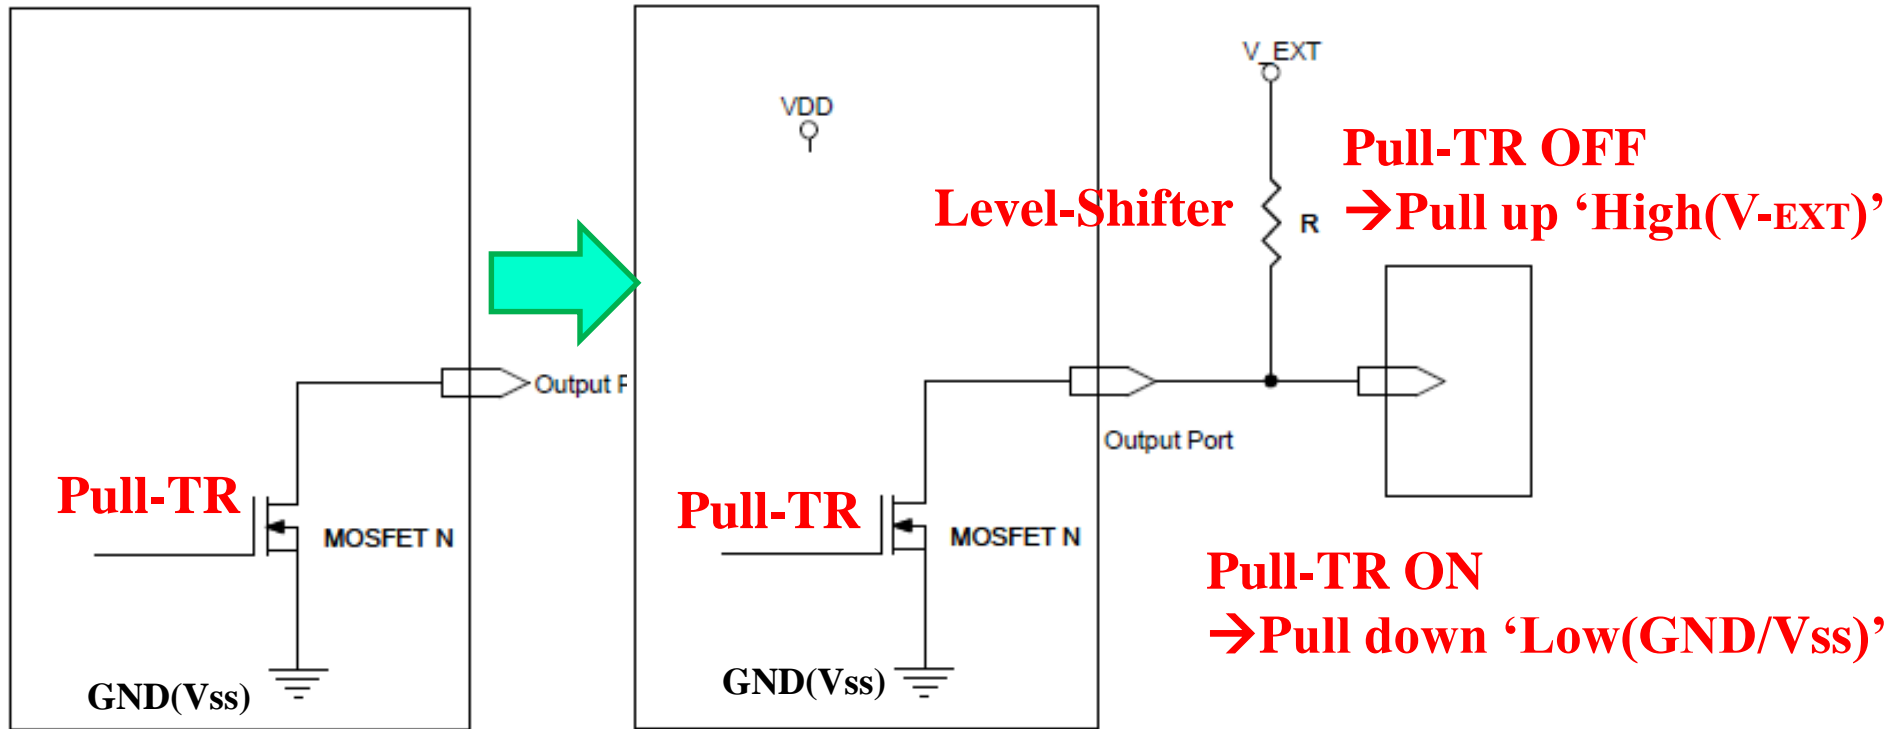 Output P
Pull-TR
MOSFET N
GND(Vss)
VDD
V_EXT
Level-Shifter
R
Pull-TR OFF
→Pull up ‘High(V-EXT)’
Output Port
Pull-TR
MOSFET N
GND(Vss)
Pull-TR ON
→Pull down ‘Low(GND/Vss)’